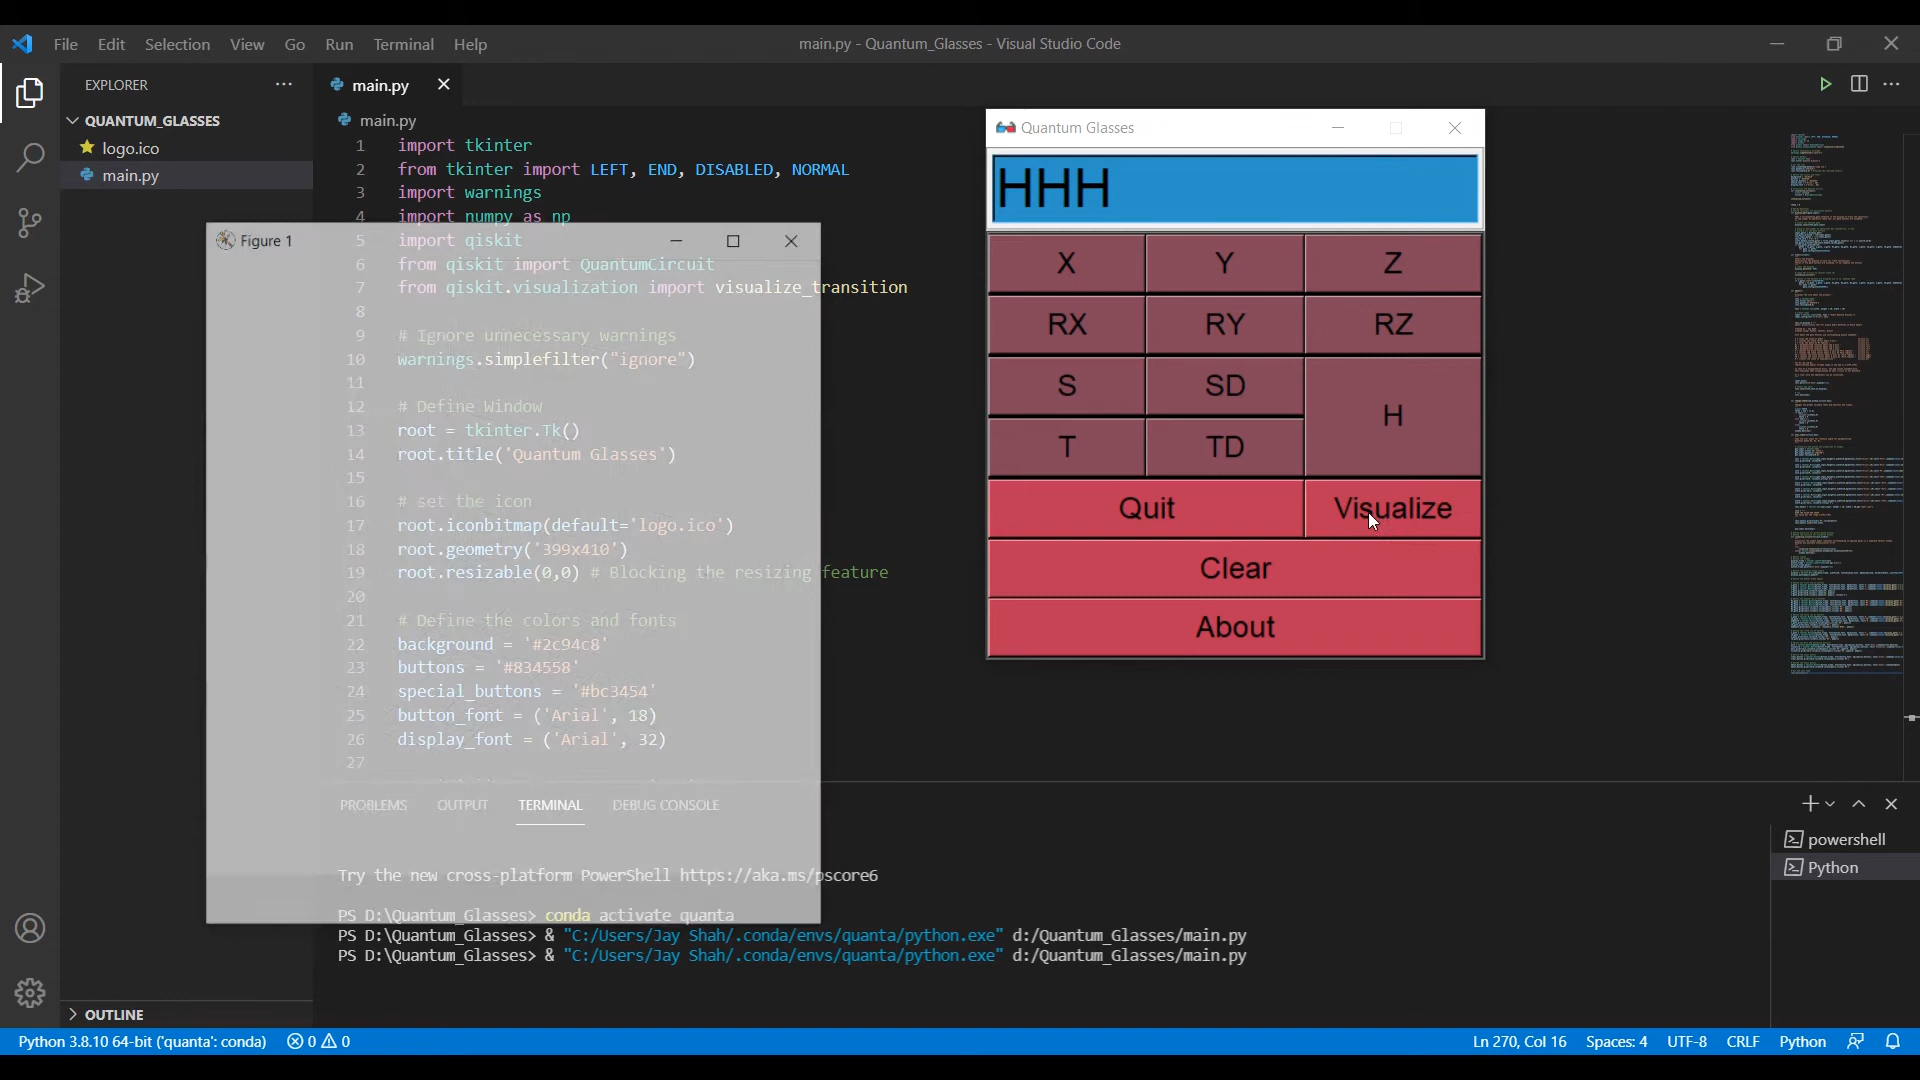 File Edit Selection View Go Run Terminal Help
main.py - Quantum_Glasses - Visual Studio Code
EXPLORER
QUANTUM_GLASSES
logo.ico
main.py
main.py
main.py
1 import tkinter
2 from tkinter import LEFT, END, DISABLED, NORMAL
3 import warnings
4 import numpy as np
5 import qiskit
6 from qiskit import QuantumCircuit
7 from qiskit.visualization import visualize_transition
8
9 # Ignore unnecessary warnings
10 warnings.simplefilter("ignore")
11
12 # Define Window
13 root = tkinter.Tk()
14 root.title('Quantum Glasses')
15
16 # set the icon
17 root.iconbitmap(default='logo.ico')
18 root.geometry('399x410')
19 root.resizable(0,0) # Blocking the resizing feature
20
21 # Define the colors and fonts
22 background = '#2c94c8'
23 buttons = '#834558'
24 special_buttons = '#bc3454'
25 button_font = ('Arial', 18)
26 display_font = ('Arial', 32)
27
Figure 1
Quantum Glasses
HHH
X Y Z
RX RY RZ
S SD H
T TD
Quit Visualize
Clear
About
PROBLEMS OUTPUT TERMINAL DEBUG CONSOLE
Try the new cross-platform PowerShell https://aka.ms/pscore6
PS D:\Quantum_Glasses> conda activate quanta
PS D:\Quantum_Glasses> & "C:/Users/Jay Shah/.conda/envs/quanta/python.exe" d:/Quantum_Glasses/main.py
PS D:\Quantum_Glasses> & "C:/Users/Jay Shah/.conda/envs/quanta/python.exe" d:/Quantum_Glasses/main.py
powershell
Python
OUTLINE
Python 3.8.10 64-bit ('quanta': conda) 0 0
Ln 270, Col 16 Spaces: 4 UTF-8 CRLF Python